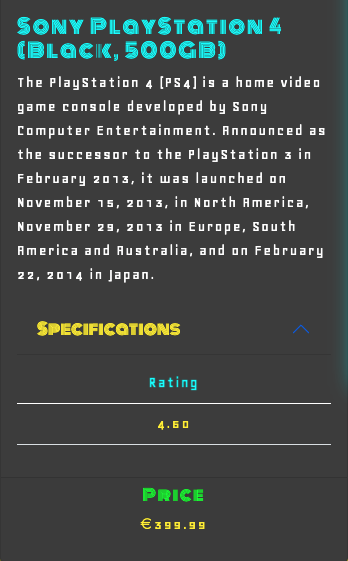 Sony PlayStation 4
(Black, 500GB)
The PlayStation 4 (PS4) is a home video
game console developed by Sony
Computer Entertainment. Announced as
the successor to the PlayStation 3 in
February 2013, it was launched on
November 15, 2013, in North America,
November 29, 2013 in Europe, South
America and Australia, and on February
22, 2014 in Japan.
Specifications
Rating
4.60
Price
€399.99